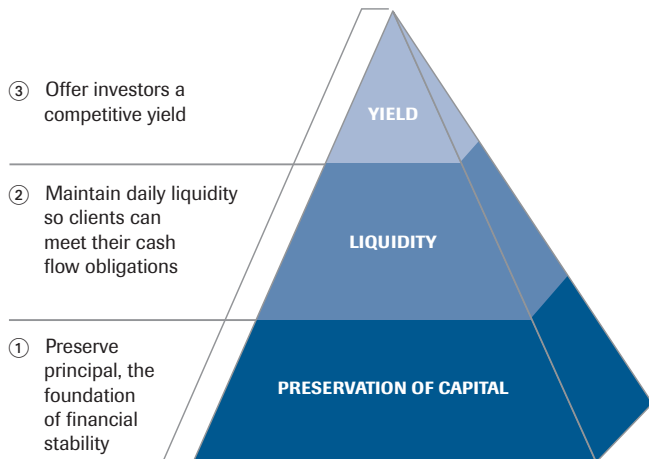 ③ Offer investors a
competitive yield
YIELD
② Maintain daily liquidity
so clients can
meet their cash
flow obligations
LIQUIDITY
① Preserve
principal, the
foundation
of financial
stability
PRESERVATION OF CAPITAL